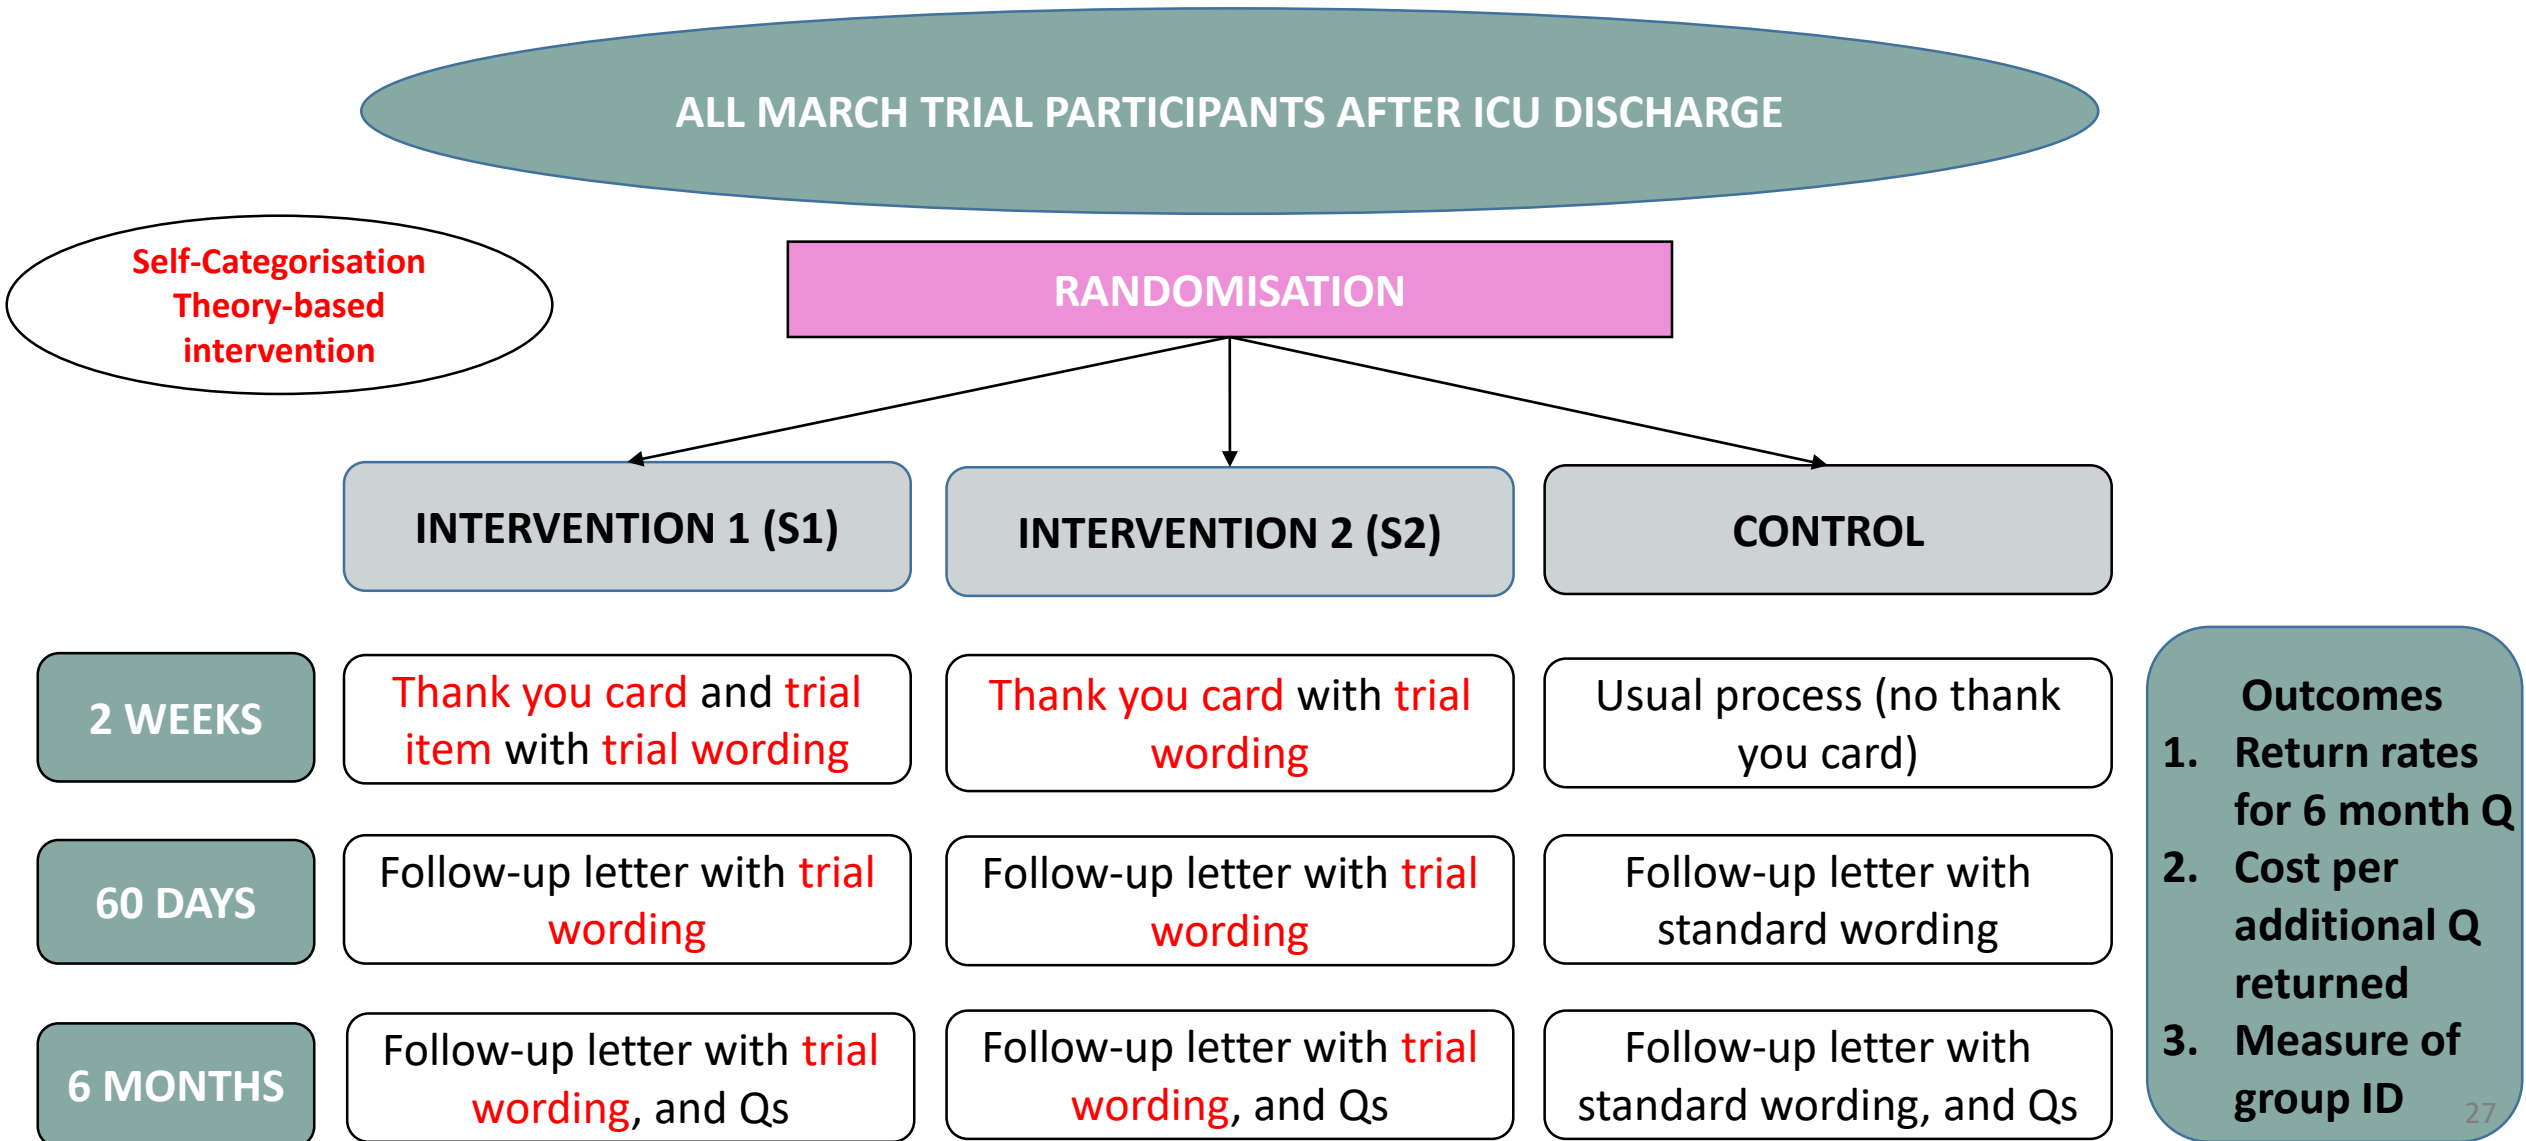 ALL MARCH TRIAL PARTICIPANTS AFTER ICU DISCHARGE
Self-Categorisation
Theory-based
intervention
RANDOMISATION
INTERVENTION 1 (S1)
INTERVENTION 2 (S2)
CONTROL
2 WEEKS
Thank you card and trial
item with trial wording
Thank you card with trial
wording
Usual process (no thank
you card)
60 DAYS
Follow-up letter with trial
wording
Follow-up letter with trial
wording
Follow-up letter with
standard wording
6 MONTHS
Follow-up letter with trial
wording, and Qs
Follow-up letter with trial
wording, and Qs
Follow-up letter with
standard wording, and Qs
Outcomes
1. Return rates
for 6 month Q
2. Cost per
additional Q
returned
3. Measure of
group ID
27